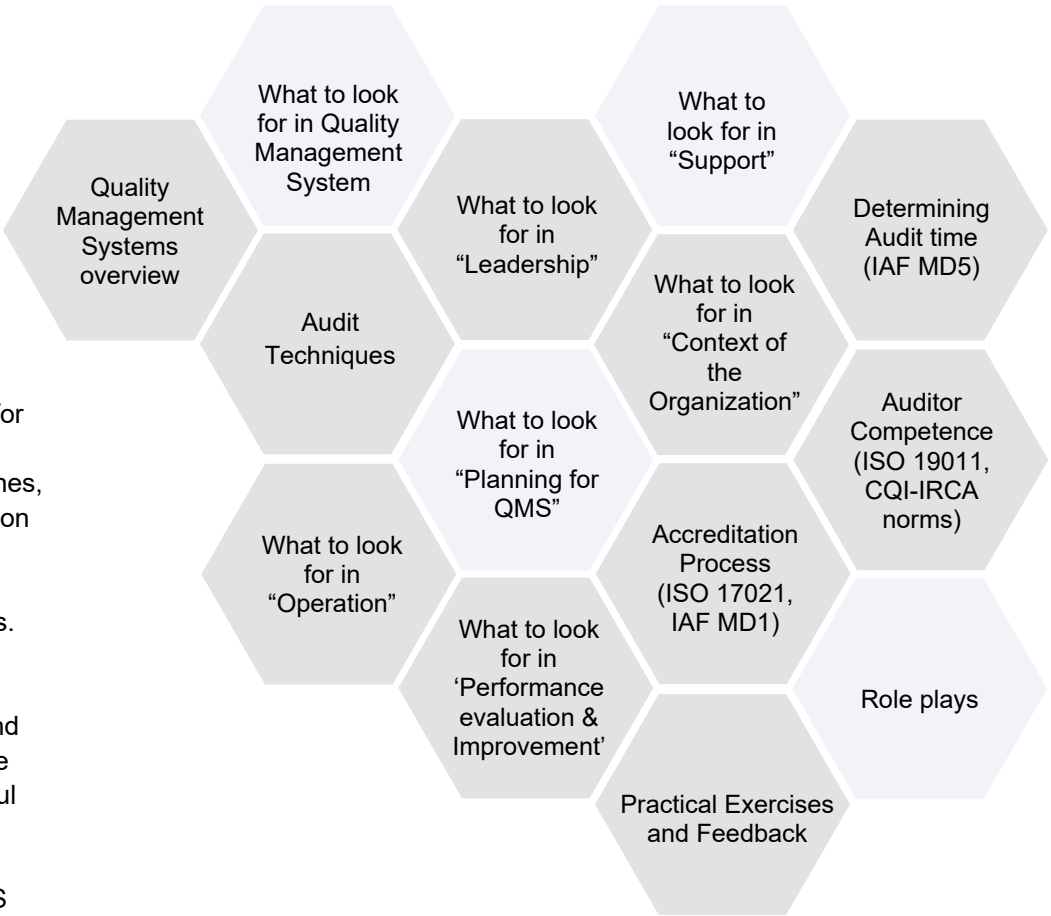 What to look
for in Quality
Management
System
What to
look for in
“Support”
Quality
Management
Systems
overview
What to look
for in
“Leadership”
Determining
Audit time
(IAF MD5)
Audit
Techniques
What to look
for in
“Context of
the
Organization”
What to look
for in
“Planning for
QMS”
Auditor
Competence
(ISO 19011,
CQI-IRCA
norms)
What to look
for in
“Operation”
Accreditation
Process
(ISO 17021,
IAF MD1)
What to look
for in
‘Performance
evaluation &
Improvement’
Role plays
Practical Exercises
and Feedback